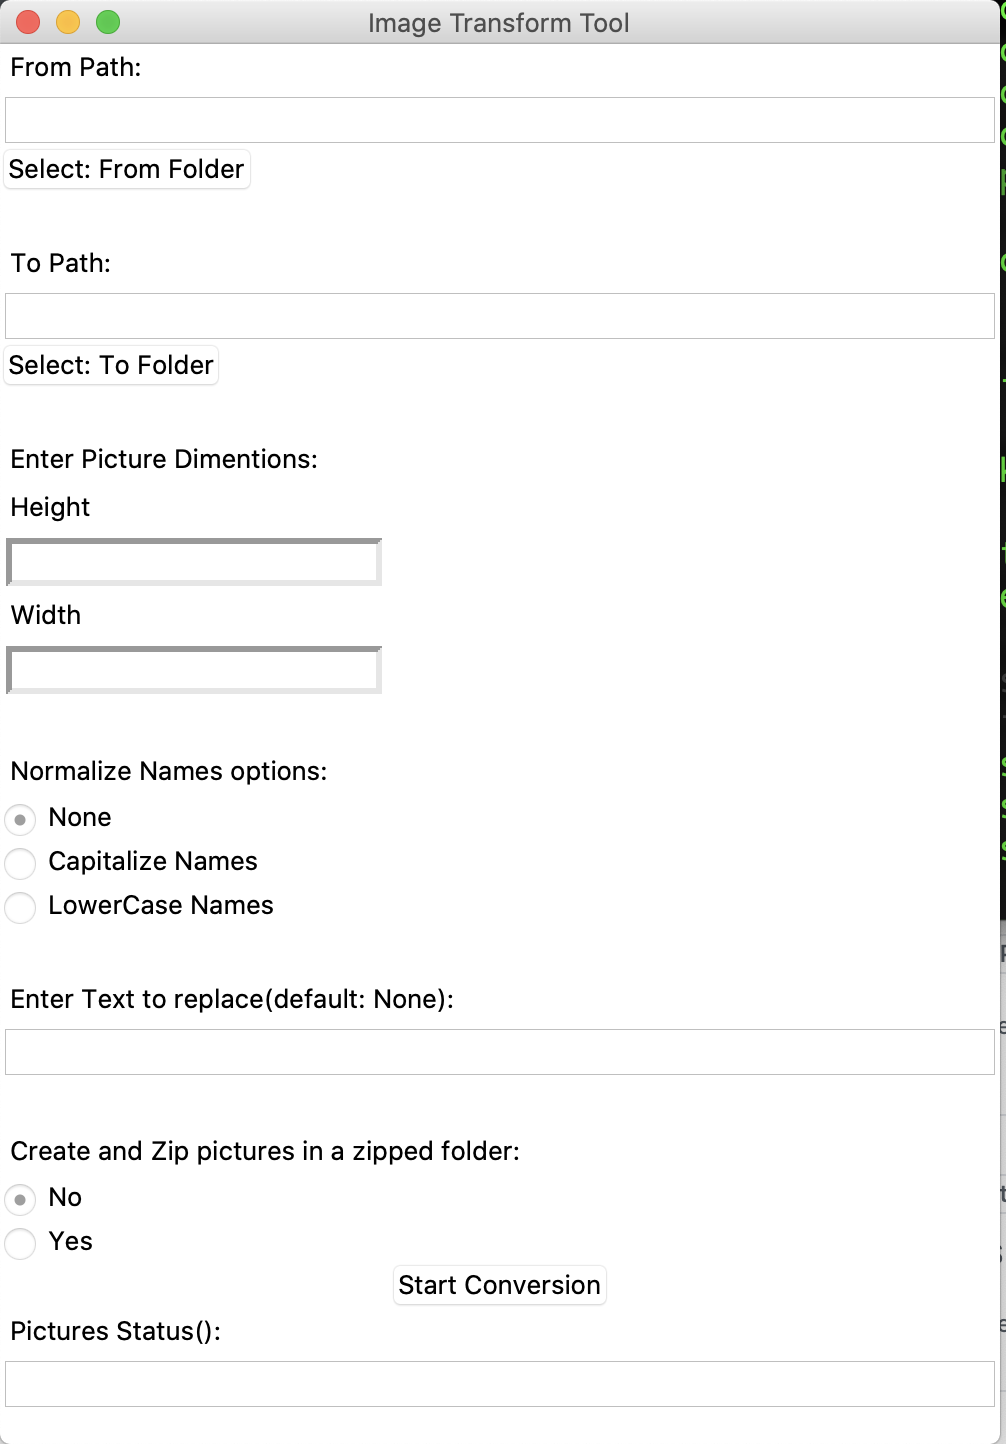 Image Transform Tool
From Path:
Select: From Folder
To Path:
Select: To Folder
Enter Picture Dimentions:
Height
Width
Normalize Names options:
None
Capitalize Names
LowerCase Names
Enter Text to replace(default: None):
Create and Zip pictures in a zipped folder:
No
Yes
Start Conversion
Pictures Status():